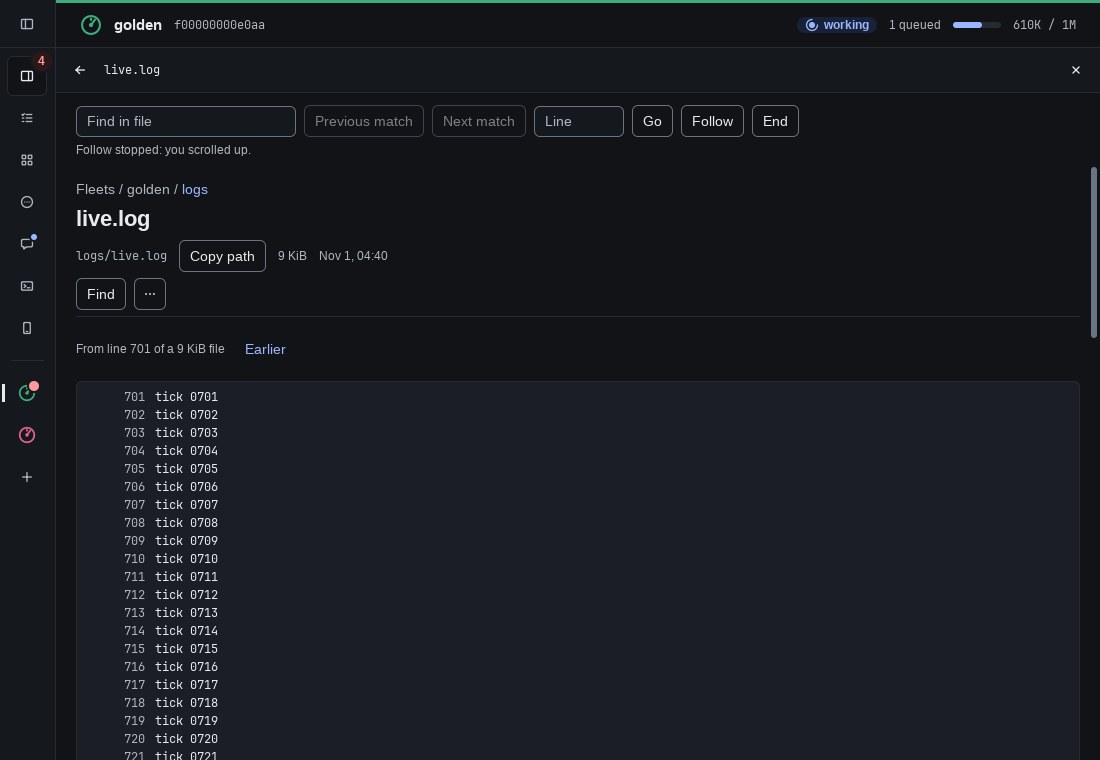 golden f00000000e0aa working 1 queued 610K / 1M
4
live.log
Find in file Previous match Next match Line Go Follow End
Follow stopped: you scrolled up.
Fleets / golden / logs
live.log
logs/live.log Copy path 9 KiB Nov 1, 04:40
Find ...
From line 701 of a 9 KiB file Earlier
701 tick 0701
702 tick 0702
703 tick 0703
704 tick 0704
705 tick 0705
706 tick 0706
707 tick 0707
708 tick 0708
709 tick 0709
710 tick 0710
711 tick 0711
712 tick 0712
713 tick 0713
714 tick 0714
715 tick 0715
716 tick 0716
717 tick 0717
718 tick 0718
719 tick 0719
720 tick 0720
721 tick 0721